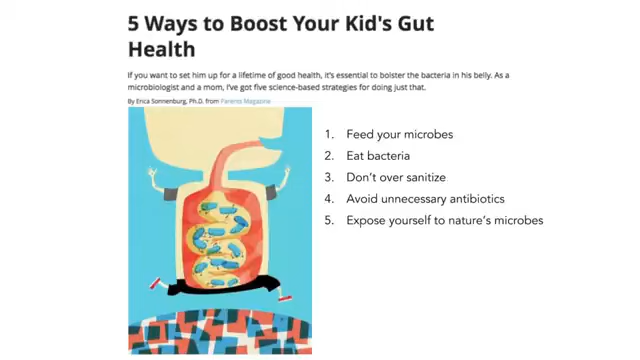 5 Ways to Boost Your Kid's Gut
Health
If you want to set him up for a lifetime of good health, it's essential to bolster the bacteria in his belly. As a
microbiologist and a mom, I've got five science-based strategies for doing just that.
By Erica Sonnenburg, Ph.D. from Parents Magazine
1. Feed your microbes
2. Eat bacteria
3. Don't over sanitize
4. Avoid unnecessary antibiotics
5. Expose yourself to nature's microbes